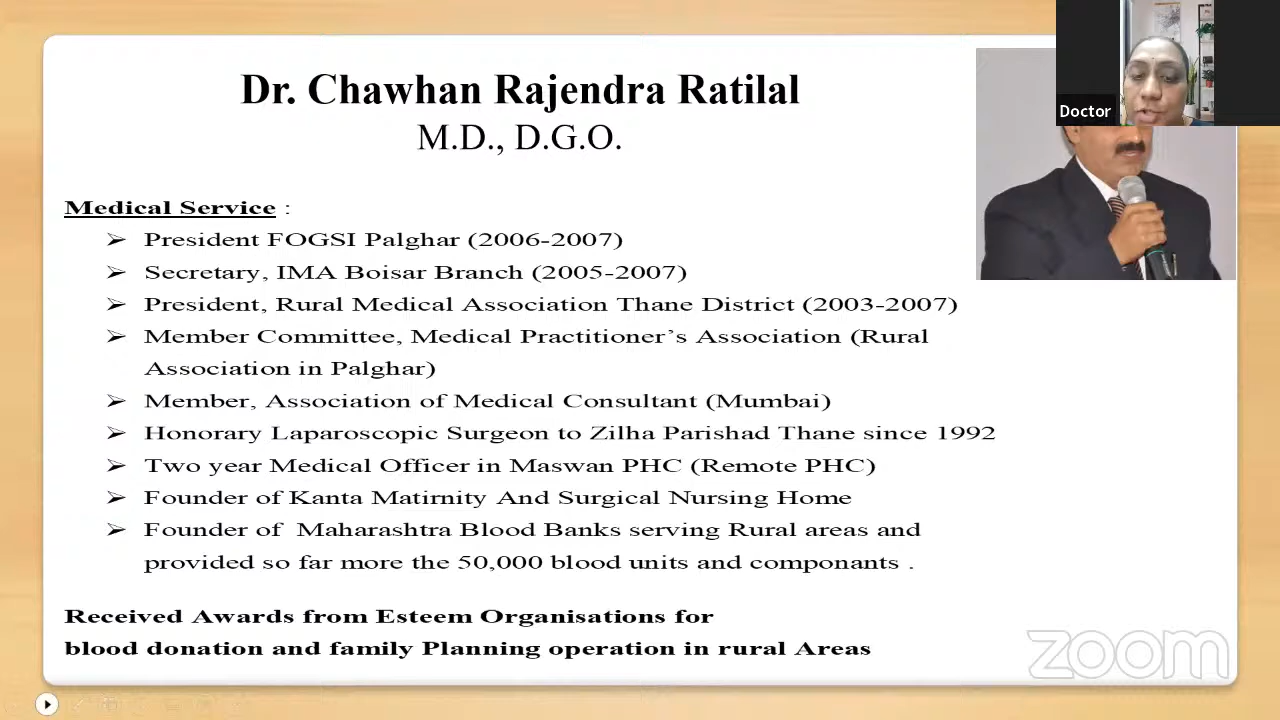 Dr. Chawhan Rajendra Ratilal
M.D., D.G.O.
Doctor
Medical Service :
➢ President FOGSI Palghar (2006-2007)
➢ Secretary, IMA Boisar Branch (2005-2007)
➢ President, Rural Medical Association Thane District (2003-2007)
➢ Member Committee, Medical Practitioner’s Association (Rural
Association in Palghar)
➢ Member, Association of Medical Consultant (Mumbai)
➢ Honorary Laparoscopic Surgeon to Zilha Parishad Thane since 1992
➢ Two year Medical Officer in Maswan PHC (Remote PHC)
➢ Founder of Kanta Matirnity And Surgical Nursing Home
➢ Founder of Maharashtra Blood Banks serving Rural areas and
provided so far more the 50,000 blood units and componants .
Received Awards from Esteem Organisations for
blood donation and family Planning operation in rural Areas
zoom